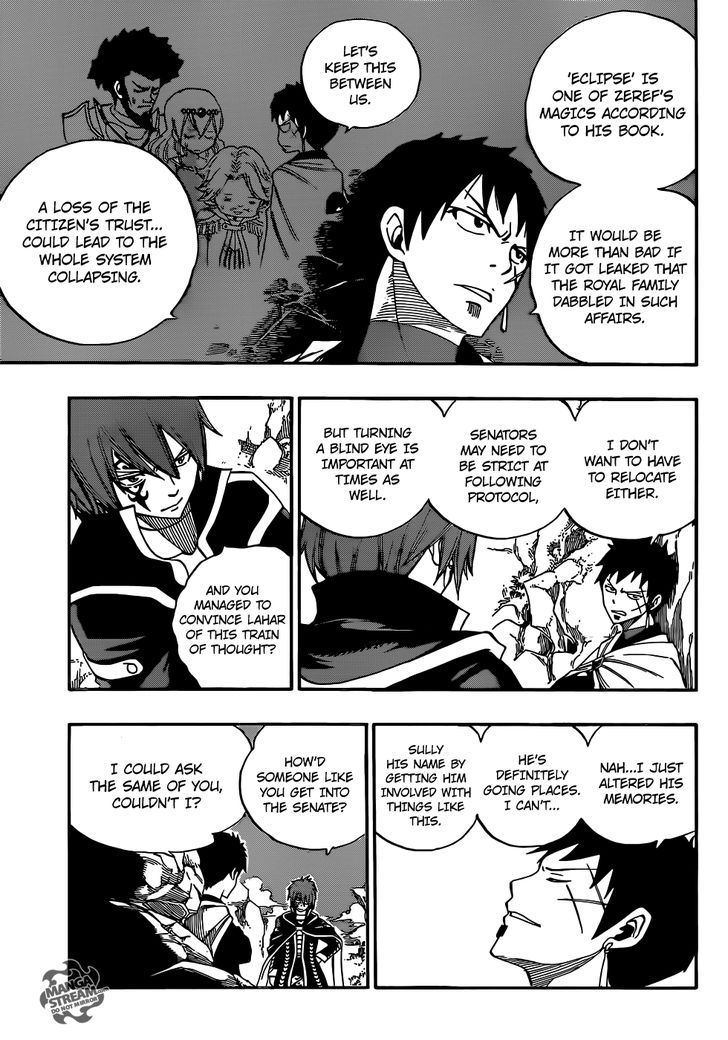 'ECLIPSE' IS
ONE OF ZEREF'S
MAGICS ACCORDING
TO HIS BOOK.
IT WOULD BE
MORE THAN BAD IF
IT GOT LEAKED THAT
THE ROYAL FAMILY
DABBLED IN SUCH
AFFAIRS.
LET'S
KEEP THIS
BETWEEN
US.
A LOSS OF THE
CITIZEN'S TRUST...
COULD LEAD TO THE
WHOLE SYSTEM
COLLAPSING.
I DON'T
WANT TO HAVE
TO RELOCATE
EITHER.
SENATORS
MAY NEED TO
BE STRICT AT
FOLLOWING
PROTOCOL,
BUT TURNING
A BLIND EYE IS
IMPORTANT AT
TIMES AS
WELL.
AND YOU
MANAGED TO
CONVINCE LAHAR
OF THIS TRAIN
OF THOUGHT?
NAH...I JUST
ALTERED HIS
MEMORIES.
HE'S
DEFINITELY
GOING PLACES.
I CAN'T...
SULLY
HIS NAME BY
GETTING HIM
INVOLVED WITH
THINGS LIKE
THIS.
HOW'D
SOMEONE LIKE
YOU GET INTO
THE SENATE?
I COULD ASK
THE SAME OF YOU,
COULDN'T I?
MANGA
STREAM.COM
DO NOT MIRROR